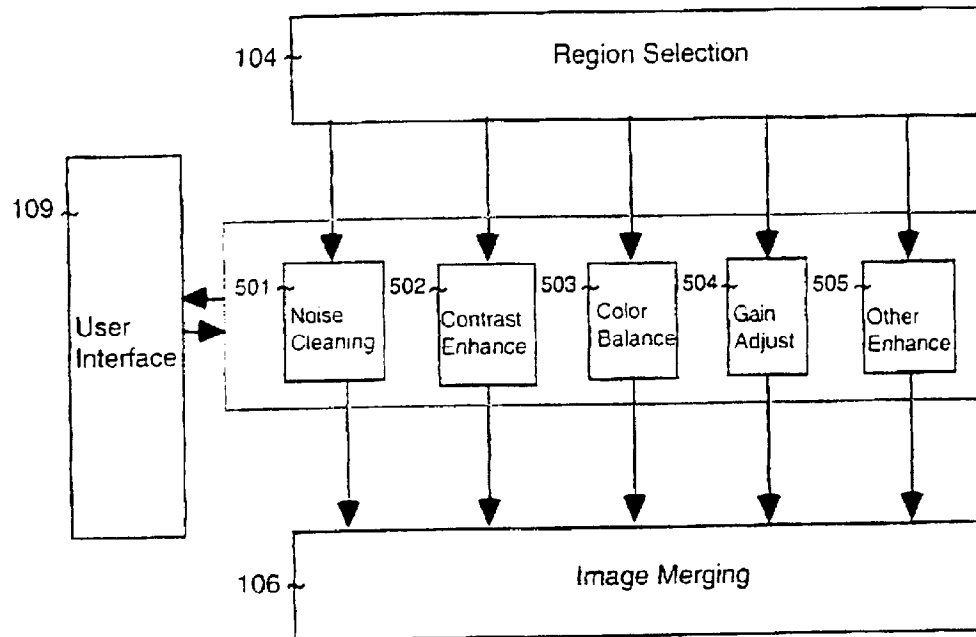 104
Region Selection
109
User
Interface
501
Noise
Cleaning
502
Contrast
Enhance
503
Color
Balance
504
Gain
Adjust
505
Other
Enhance
106
Image Merging